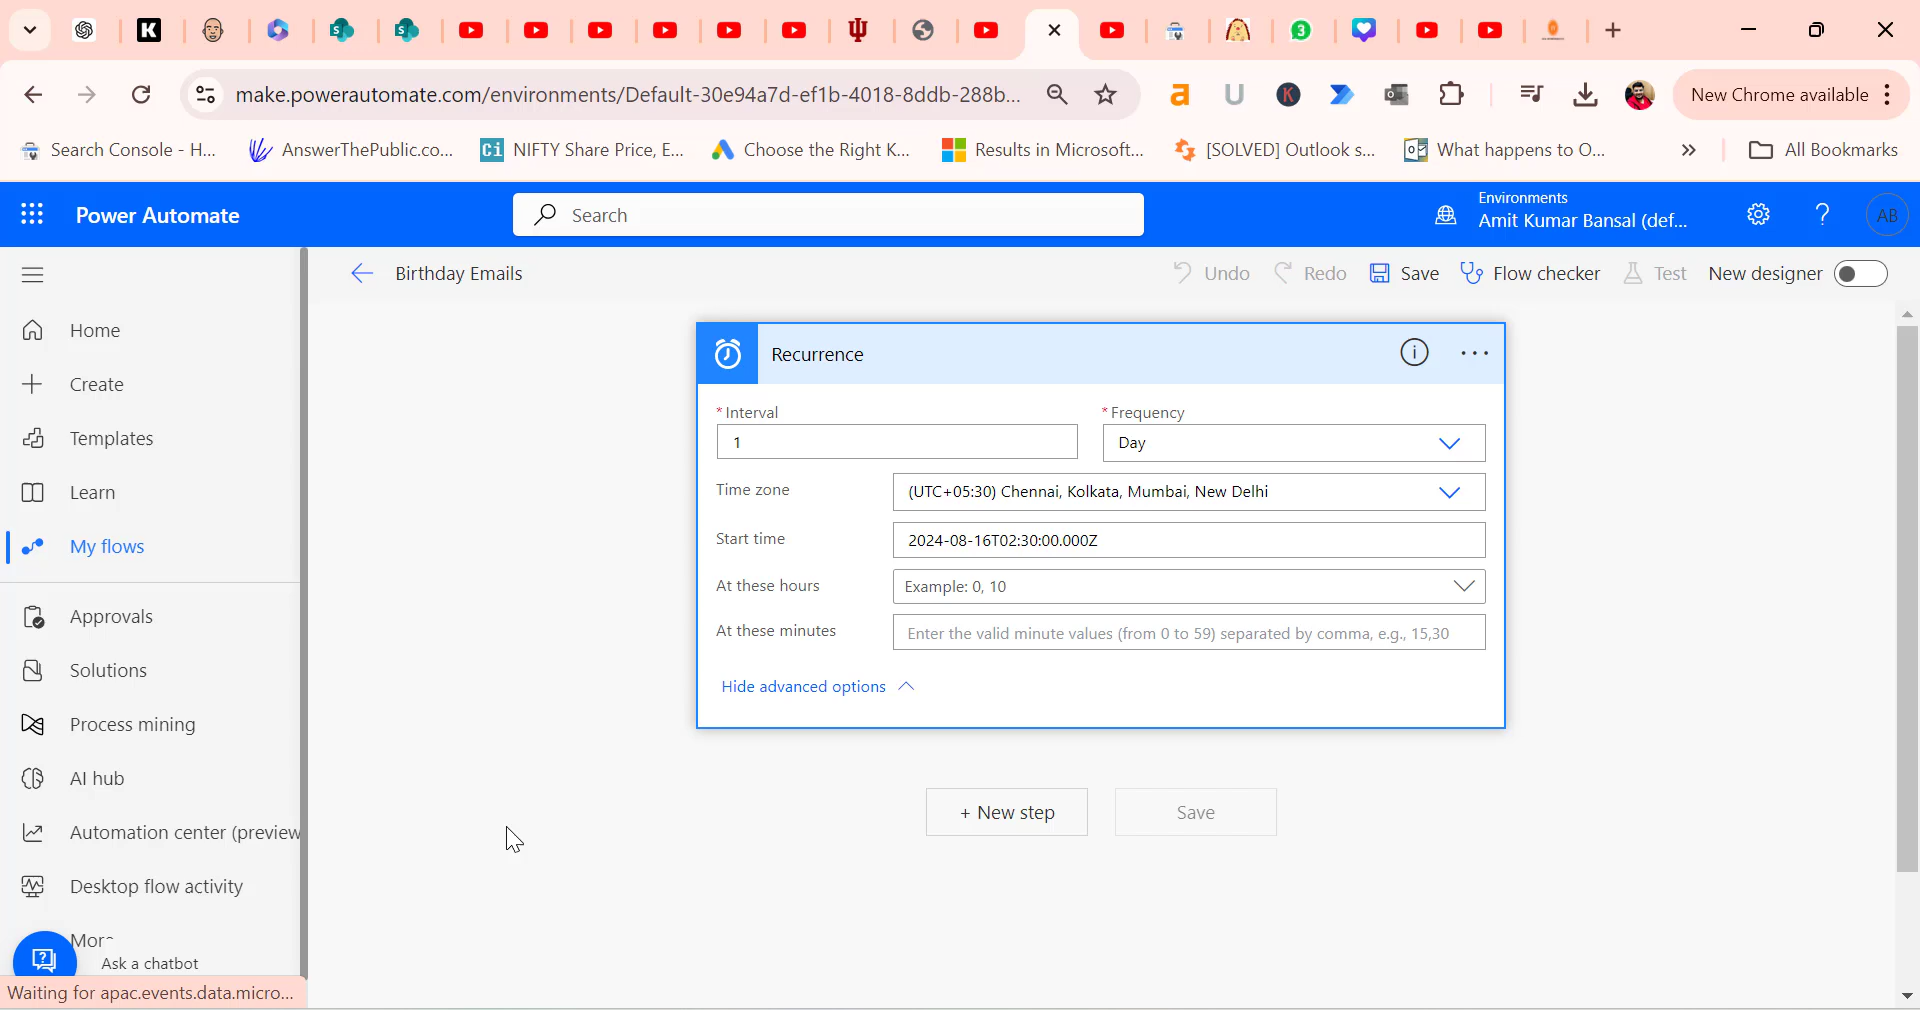 make.powerautomate.com/environments/Default-30e94a7d-ef1b-4018-8ddb-288b...
New Chrome available
Search Console - H...
AnswerThePublic.co...
NIFTY Share Price, E...
Choose the Right K...
Results in Microsoft...
[SOLVED] Outlook s...
What happens to O...
All Bookmarks
Power Automate
Search
Environments
Amit Kumar Bansal (def...
AB
Birthday Emails
Undo
Redo
Save
Flow checker
Test
New designer
Home
Create
Templates
Learn
My flows
Approvals
Solutions
Process mining
AI hub
Automation center (preview
Desktop flow activity
Ask a chatbot
Waiting for apac.events.data.micro...
Recurrence
* Interval
* Frequency
1
Day
Time zone
(UTC+05:30) Chennai, Kolkata, Mumbai, New Delhi
Start time
2024-08-16T02:30:00.000Z
At these hours
Example: 0, 10
At these minutes
Enter the valid minute values (from 0 to 59) separated by comma, e.g., 15,30
Hide advanced options
+ New step
Save